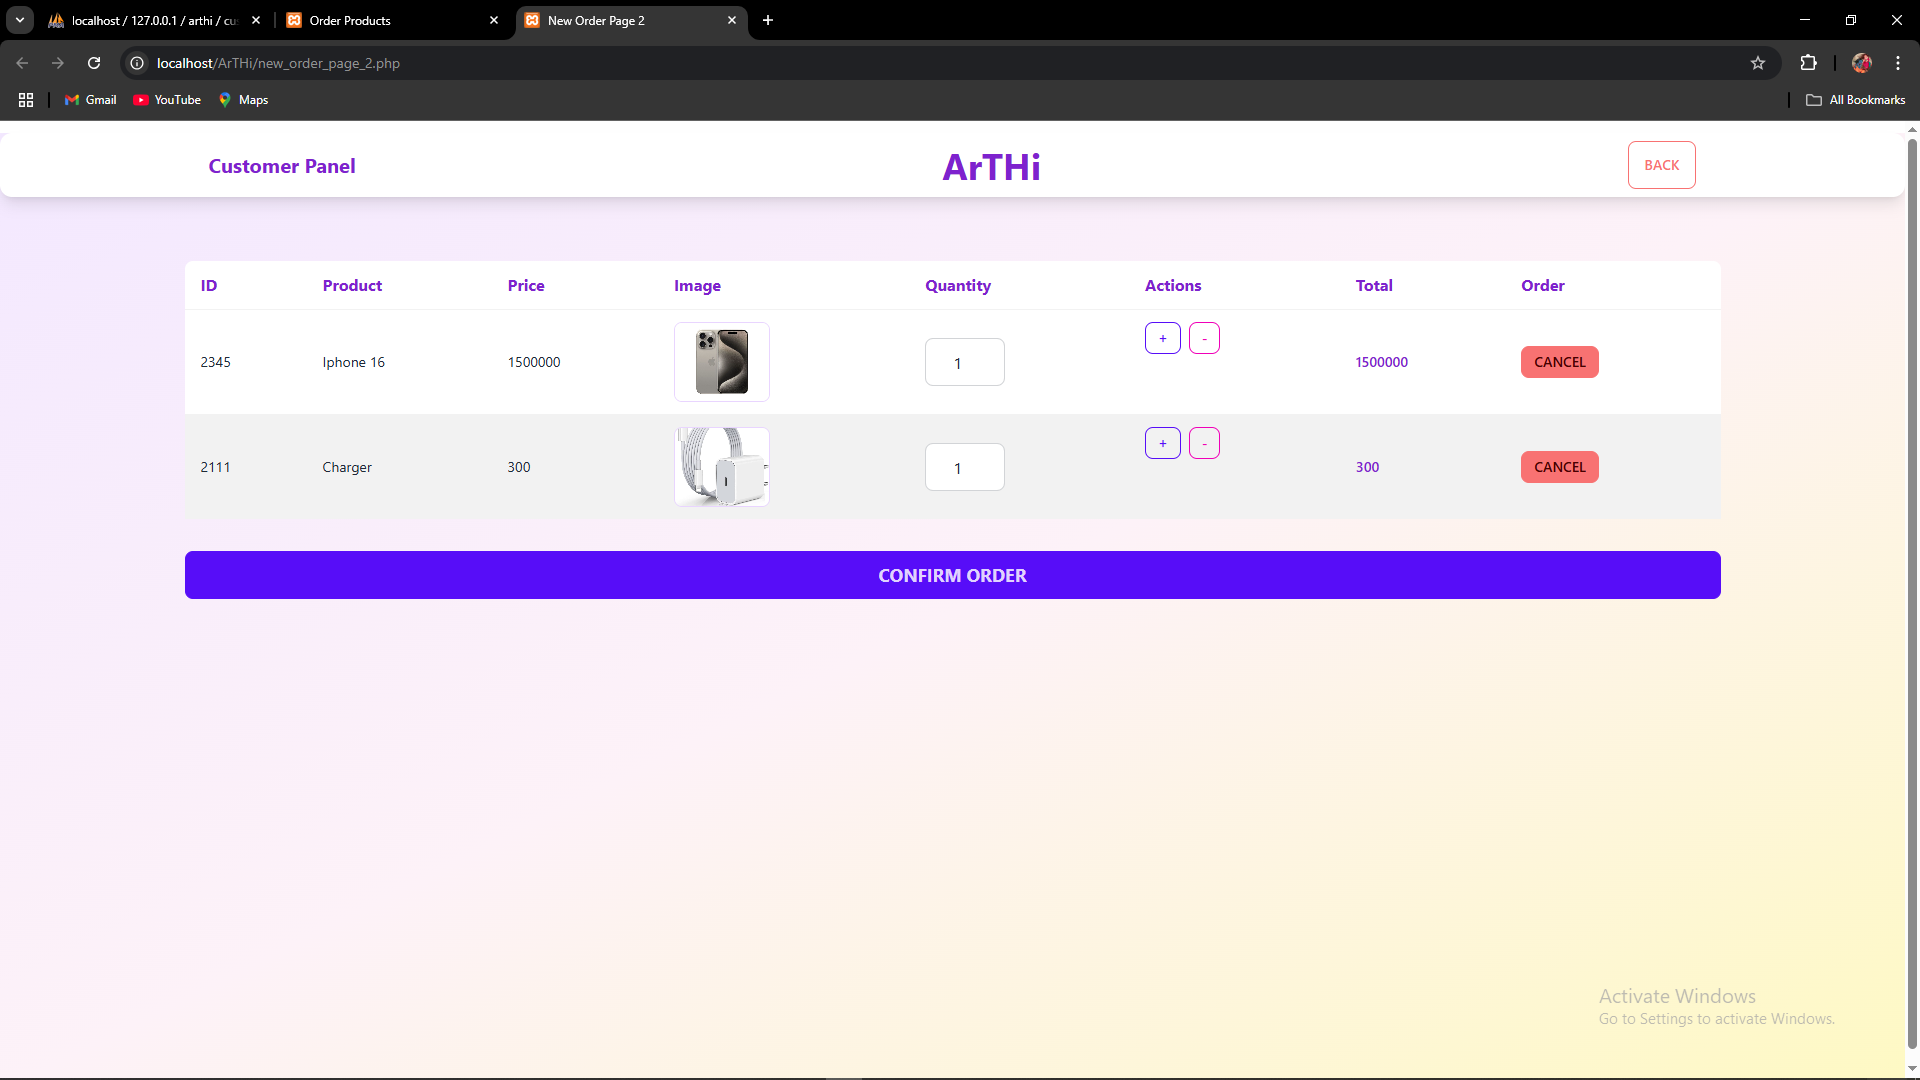 localhost / 127.0.0.1 / arthi / cu
Order Products
New Order Page 2
localhost/ArTHi/new_order_page_2.php
Gmail
YouTube
Maps
All Bookmarks
Customer Panel
ArTHi
BACK
ID Product Price Image Quantity Actions Total Order
2345 Iphone 16 1500000 1 + - 1500000 CANCEL
2111 Charger 300 1 + - 300 CANCEL
CONFIRM ORDER
Activate Windows
Go to Settings to activate Windows.